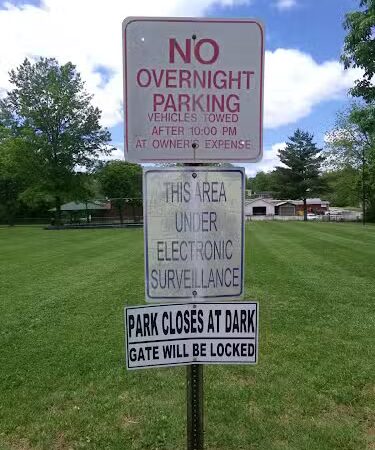 NO
OVERNIGHT
PARKING
VEHICLES TOWED
AFTER 10:00 PM
AT OWNER'S EXPENSE
THIS AREA
UNDER
ELECTRONIC
SURVEILLANCE
PARK CLOSES AT DARK
GATE WILL BE LOCKED